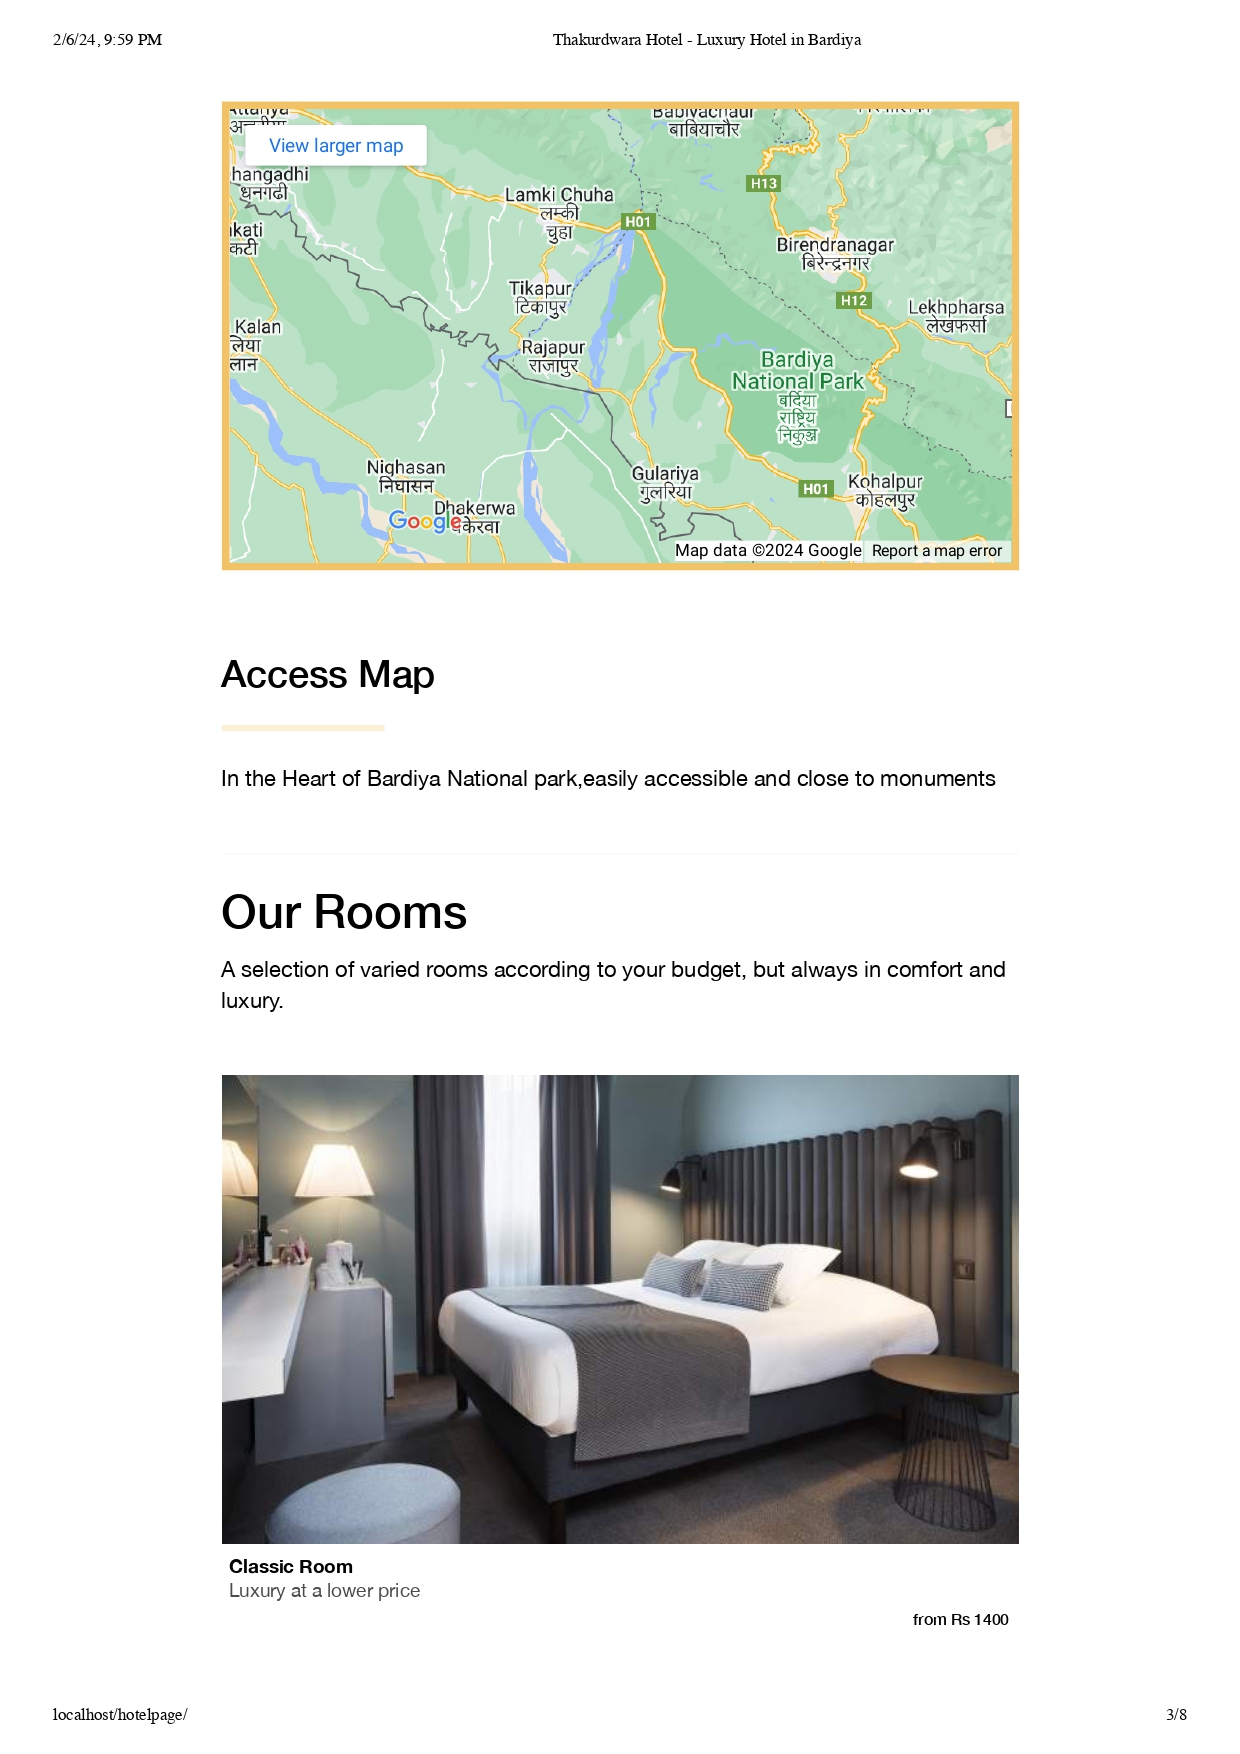 2/6/24, 9:59 PM
Thakurdwara Hotel - Luxury Hotel in Bardiya
View larger map
Babiyachaur
बाबियाचौर
H13
hangadhi
धनगढी
Lamki Chuha
लम्की
चुहा
H01
kati
कटी
Birendranagar
बिरेन्द्रनगर
Tikapur
टिकापुर
H12
Lekhpharsa
लेखफर्सा
Kalan
लिया
लान
Rajapur
राजापुर
Bardiya
National Park
बर्दिया
राष्ट्रिय
निकुञ्ज
Nighasan
निघासन
Gulariya
गुलरिया
H01
Kohalpur
कोहलपुर
Dhakerwa
केरवा
Google
Map data ©2024 Google
Report a map error
Access Map
In the Heart of Bardiya National park,easily accessible and close to monuments
Our Rooms
A selection of varied rooms according to your budget, but always in comfort and
luxury.
Classic Room
Luxury at a lower price
from Rs 1400
localhost/hotelpage/
3/8